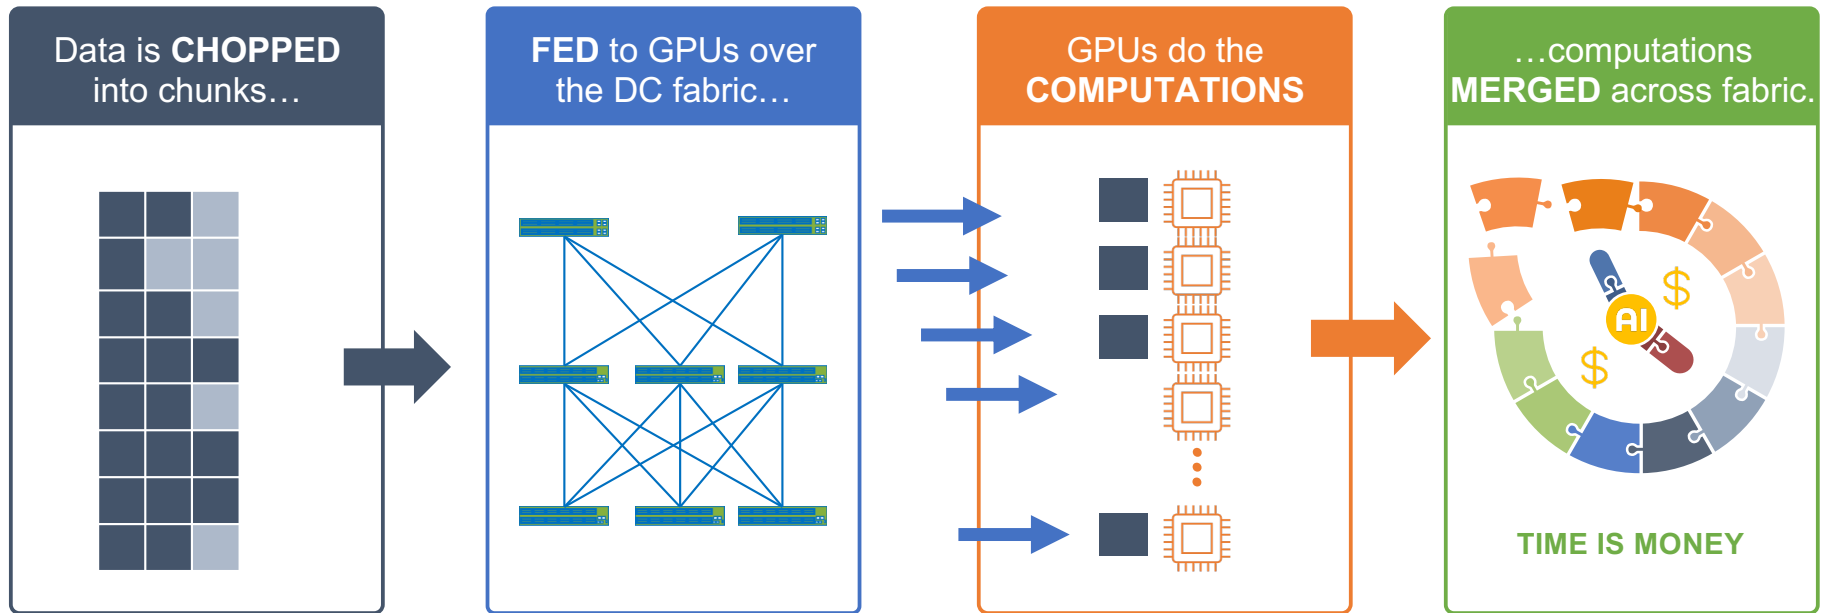 Data is CHOPPED
into chunks…
FED to GPUs over
the DC fabric…
GPUs do the
COMPUTATIONS
…computations
MERGED across fabric.
$
AI
$
TIME IS MONEY